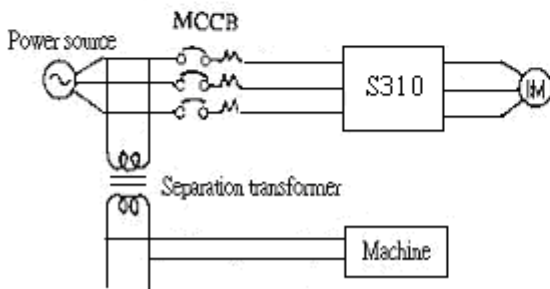 MCCB
Power source
S310
M
Separation transformer
Machine